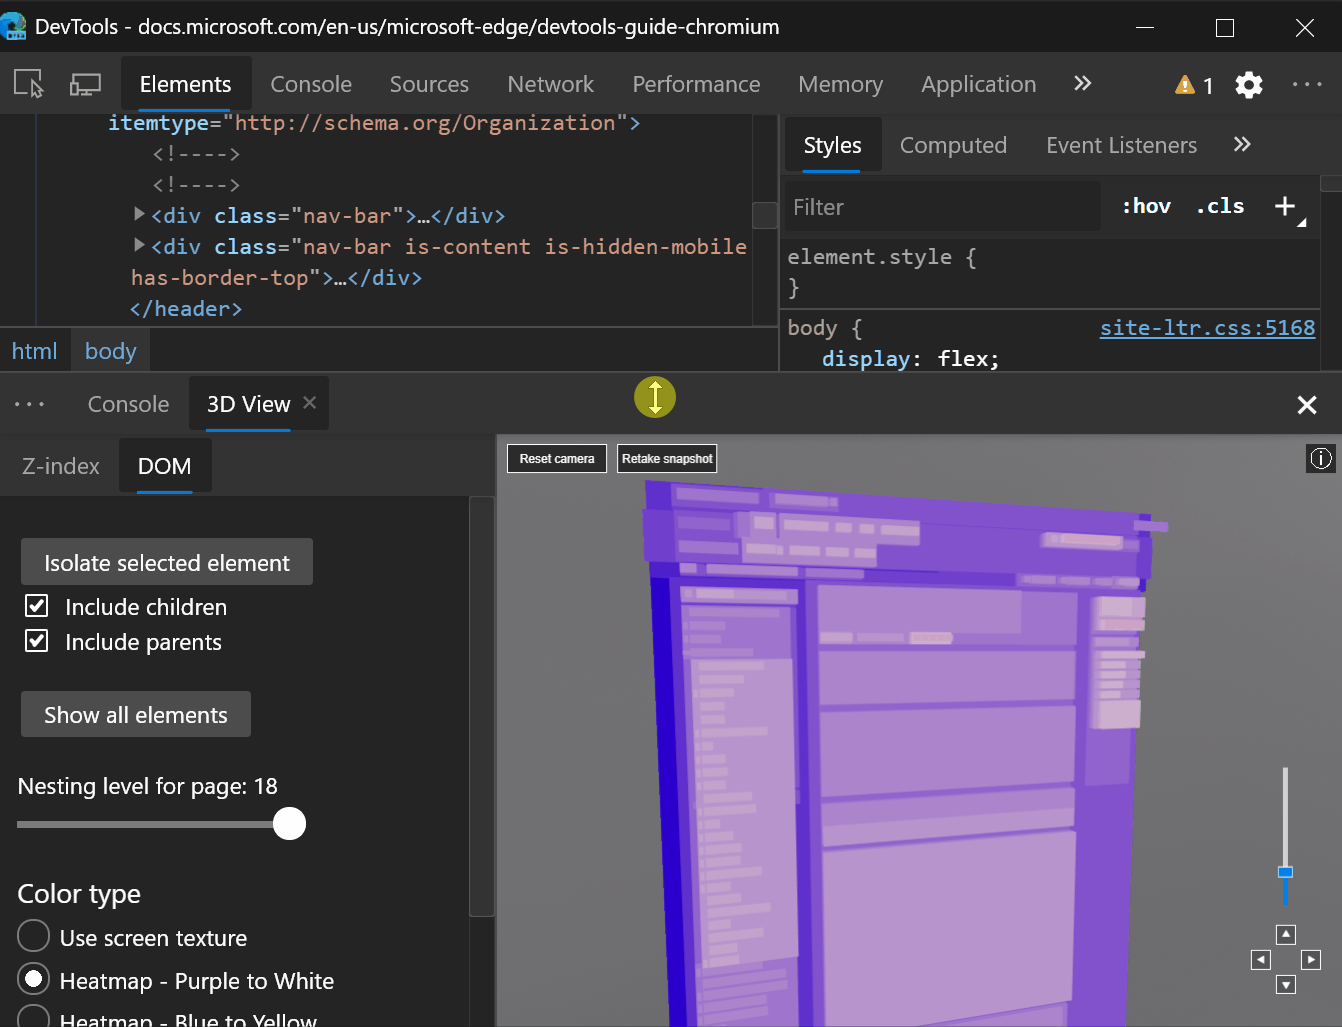 DevTools - docs.microsoft.com/en-us/microsoft-edge/devtools-guide-chromium
Elements Console Sources Network Performance Memory Application » 1 ···
itemtype="http://schema.org/Organization">
<!---->
<!---->
<div class="nav-bar">…</div>
<div class="nav-bar is-content is-hidden-mobile
has-border-top">…</div>
</header>
html body
Styles Computed Event Listeners »
Filter :hov .cls +
element.style {
}
body { site-ltr.css:5168
display: flex;
··· Console 3D View × ×
Z-index DOM
Isolate selected element
Include children
Include parents
Show all elements
Nesting level for page: 18
Color type
Use screen texture
Heatmap - Purple to White
Heatmap - Blue to Yellow
Reset camera Retake snapshot